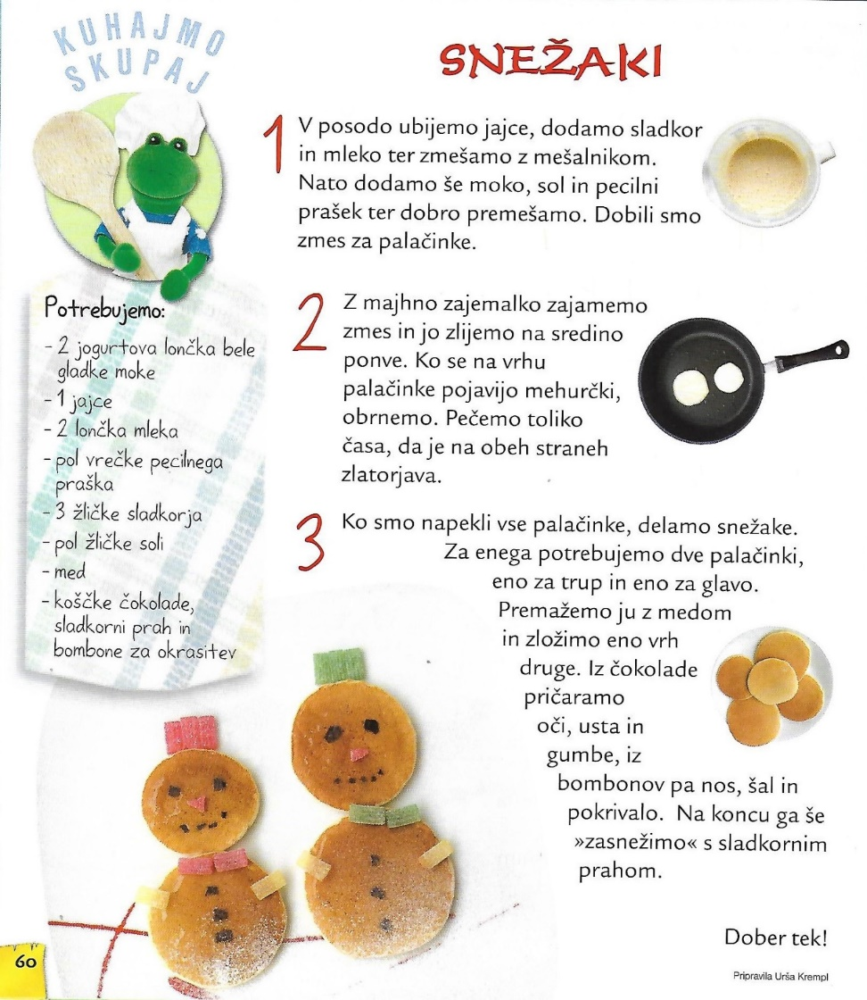 KUHAJMO
SKUPAJ
SNEŽAKI
Potrebujemo:
- 2 jogurtova lončka bele
gladke moke
- 1 jajce
- 2 lončka mleka
- pol vrečke pecilnega
praška
- 3 žličke sladkorja
- pol žličke soli
- med
- koščke čokolade,
sladkorni prah in
bombone za okrasitev
1 V posodo ubijemo jajce, dodamo sladkor
in mleko ter zmešamo z mešalnikom.
Nato dodamo še moko, sol in pecilni
prašek ter dobro premešamo. Dobili smo
zmes za palačinke.
2 Z majhno zajemalko zajamemo
zmes in jo zlijemo na sredino
ponve. Ko se na vrhu
palačinke pojavijo mehurčki,
obrnemo. Pečemo toliko
časa, da je na obeh straneh
zlatorjava.
3 Ko smo napekli vse palačinke, delamo snežake.
Za enega potrebujemo dve palačinki,
eno za trup in eno za glavo.
Premažemo ju z medom
in zložimo eno vrh
druge. Iz čokolade
pričaramo
oči, usta in
gumbe, iz
bombonov pa nos, šal in
pokrivalo. Na koncu ga še
»zasnežimo« s sladkornim
prahom.
Dober tek!
Pripravila Urša Krempl
60